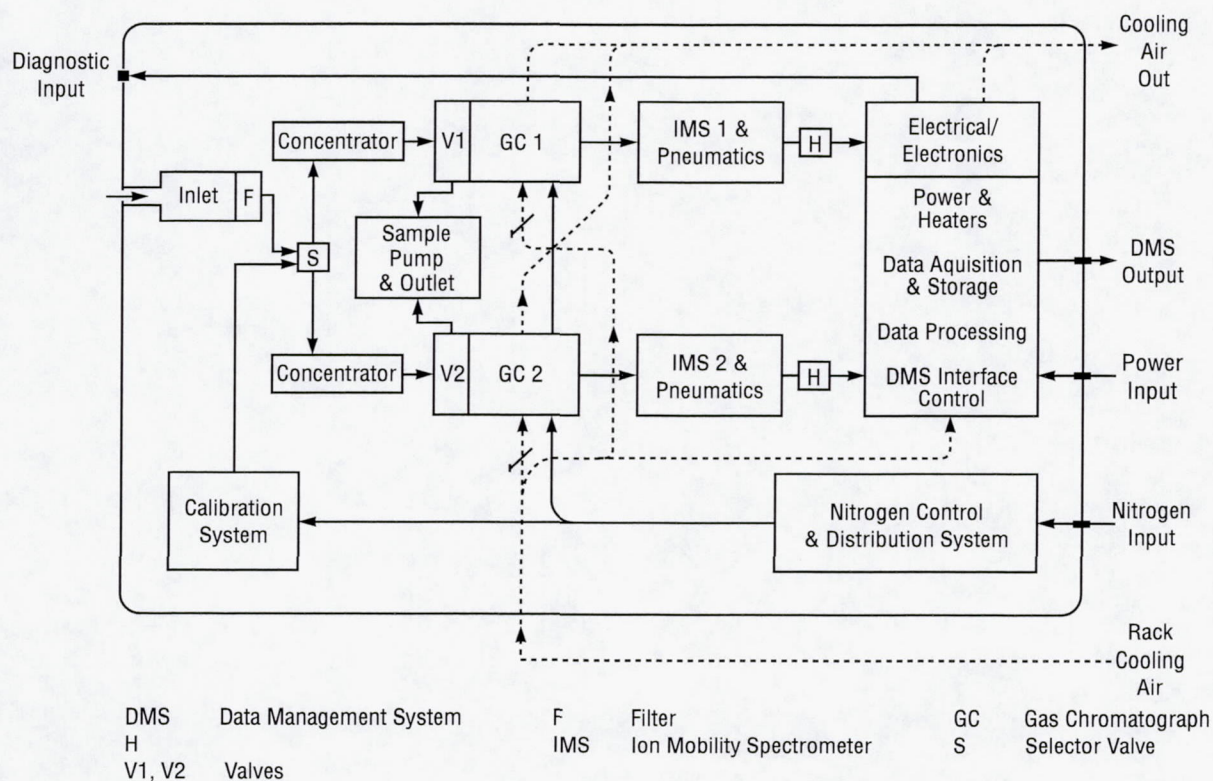 Cooling
Air
Out
Diagnostic
Input
Concentrator
V1
GC 1
IMS 1 &
Pneumatics
H
Electrical/
Electronics
Inlet
F
S
Sample
Pump
& Outlet
Power &
Heaters
Data Aquisition
& Storage
Data Processing
DMS Interface
Control
DMS
Output
Concentrator
V2
GC 2
IMS 2 &
Pneumatics
H
Power
Input
Calibration
System
Nitrogen Control
& Distribution System
Nitrogen
Input
Rack
Cooling
Air
DMS Data Management System
H
V1, V2 Valves
F Filter
IMS Ion Mobility Spectrometer
GC Gas Chromatograph
S Selector Valve